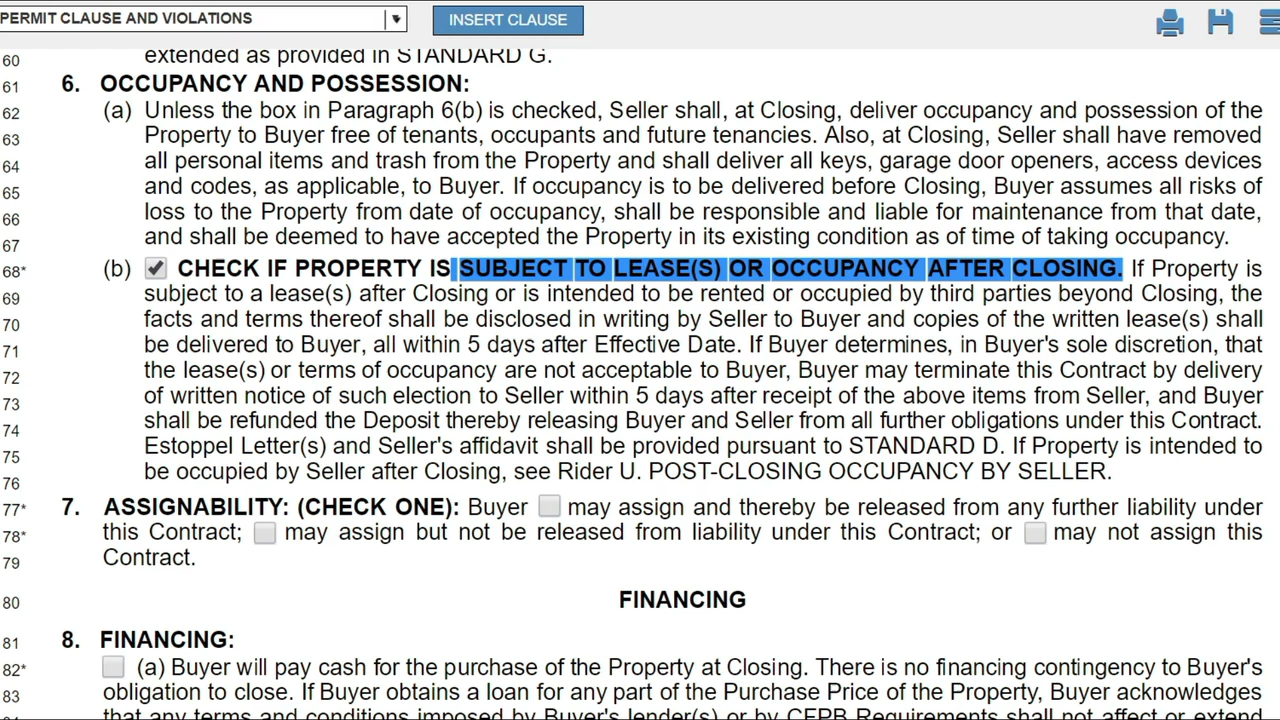 PERMIT CLAUSE AND VIOLATIONS
INSERT CLAUSE
60 extended as provided in STANDARD G.
61 6. OCCUPANCY AND POSSESSION:
62 (a) Unless the box in Paragraph 6(b) is checked, Seller shall, at Closing, deliver occupancy and possession of the
63 Property to Buyer free of tenants, occupants and future tenancies. Also, at Closing, Seller shall have removed
64 all personal items and trash from the Property and shall deliver all keys, garage door openers, access devices
65 and codes, as applicable, to Buyer. If occupancy is to be delivered before Closing, Buyer assumes all risks of
66 loss to the Property from date of occupancy, shall be responsible and liable for maintenance from that date,
67 and shall be deemed to have accepted the Property in its existing condition as of time of taking occupancy.
68* (b) CHECK IF PROPERTY IS SUBJECT TO LEASE(S) OR OCCUPANCY AFTER CLOSING. If Property is
69 subject to a lease(s) after Closing or is intended to be rented or occupied by third parties beyond Closing, the
70 facts and terms thereof shall be disclosed in writing by Seller to Buyer and copies of the written lease(s) shall
71 be delivered to Buyer, all within 5 days after Effective Date. If Buyer determines, in Buyer's sole discretion, that
72 the lease(s) or terms of occupancy are not acceptable to Buyer, Buyer may terminate this Contract by delivery
73 of written notice of such election to Seller within 5 days after receipt of the above items from Seller, and Buyer
74 shall be refunded the Deposit thereby releasing Buyer and Seller from all further obligations under this Contract.
75 Estoppel Letter(s) and Seller's affidavit shall be provided pursuant to STANDARD D. If Property is intended to
76 be occupied by Seller after Closing, see Rider U. POST-CLOSING OCCUPANCY BY SELLER.
77* 7. ASSIGNABILITY: (CHECK ONE): Buyer may assign and thereby be released from any further liability under
78* this Contract; may assign but not be released from liability under this Contract; or may not assign this
79 Contract.
80 FINANCING
81 8. FINANCING:
82* (a) Buyer will pay cash for the purchase of the Property at Closing. There is no financing contingency to Buyer's
83 obligation to close. If Buyer obtains a loan for any part of the Purchase Price of the Property, Buyer acknowledges
that any terms and conditions imposed by Buyer's lender(s) or by CFPB Requirements shall not affect or extend